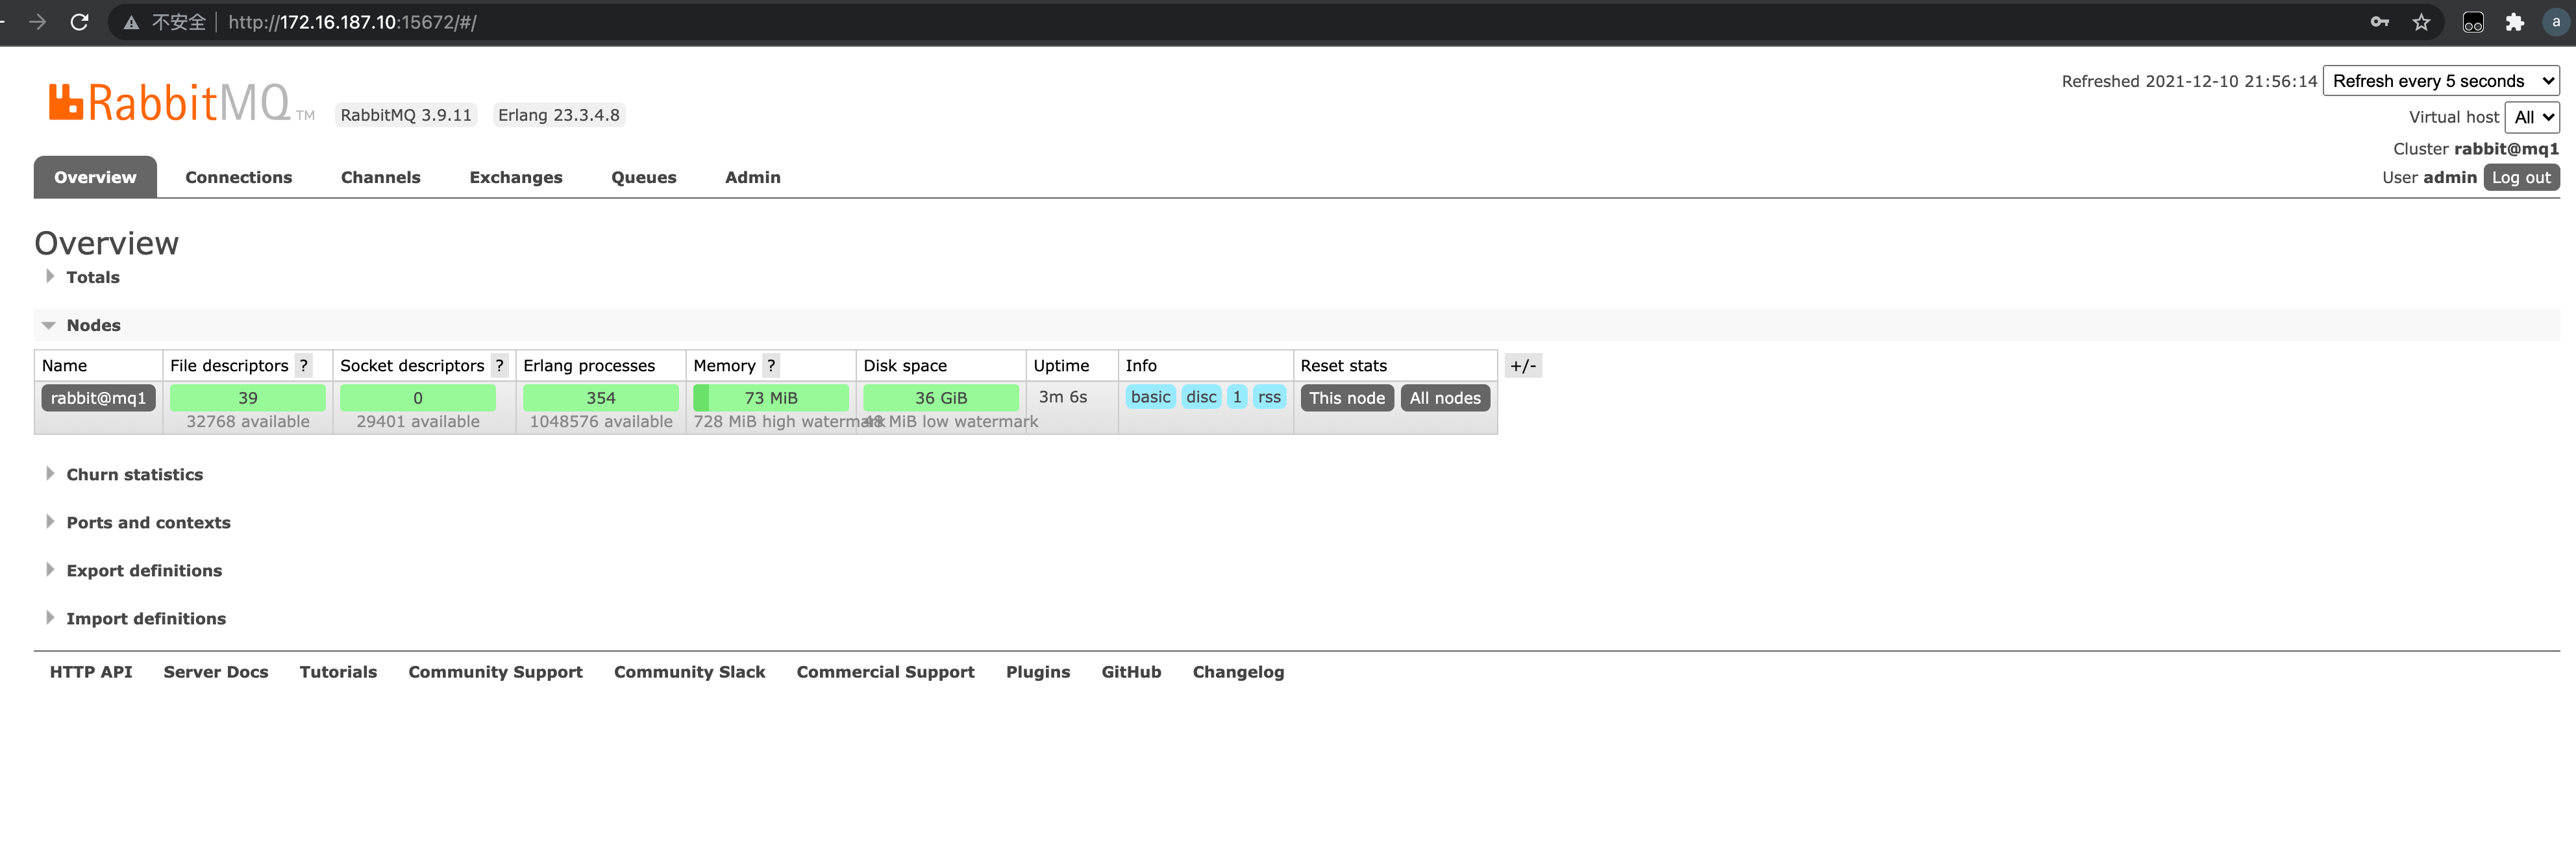 不安全 http://172.16.187.10:15672/#/ a
Refreshed 2021-12-10 21:56:14 Refresh every 5 seconds
RabbitMQ TM RabbitMQ 3.9.11 Erlang 23.3.4.8
Virtual host All
Cluster rabbit@mq1
Overview Connections Channels Exchanges Queues Admin
User admin Log out
Overview
Totals
Nodes
Name File descriptors ? Socket descriptors ? Erlang processes Memory ? Disk space Uptime Info Reset stats +/-
rabbit@mq1 39 0 354 73 MiB 36 GiB 3m 6s basic disc 1 rss This node All nodes
32768 available 29401 available 1048576 available 728 MiB high watermark 48 MiB low watermark
Churn statistics
Ports and contexts
Export definitions
Import definitions
HTTP API Server Docs Tutorials Community Support Community Slack Commercial Support Plugins GitHub Changelog